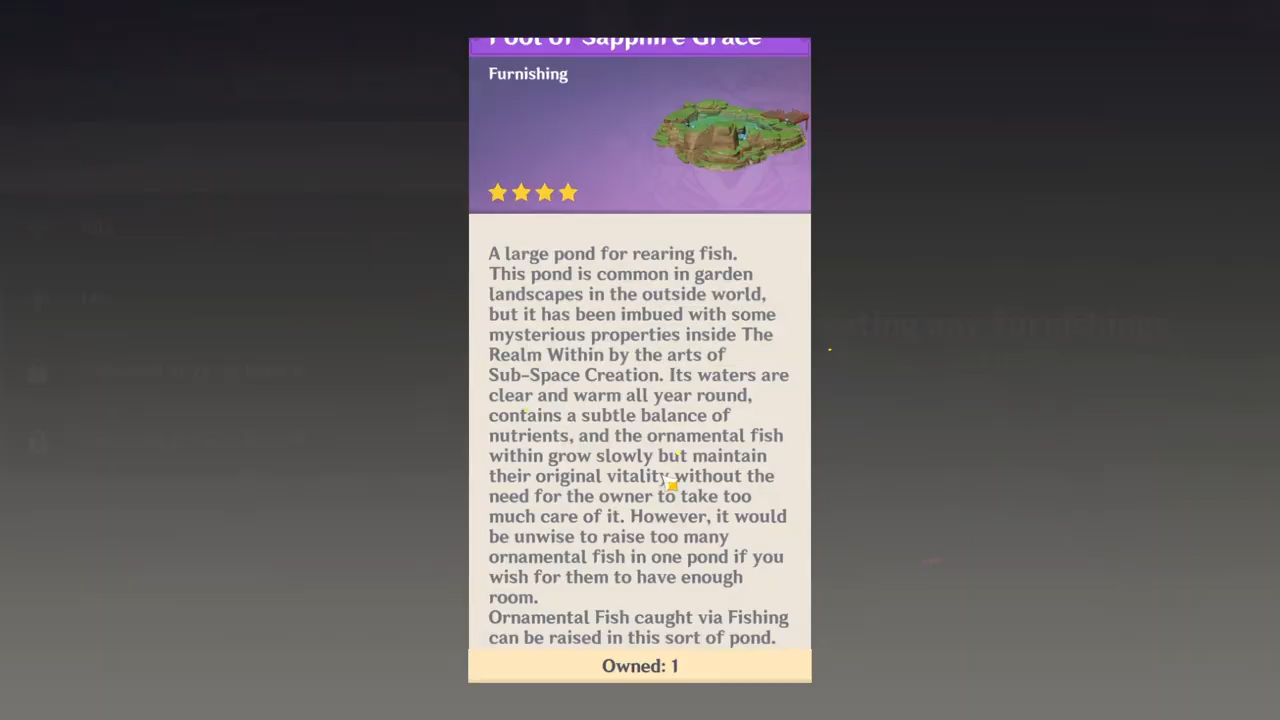 Pool of Sapphire Grace
Furnishing
A large pond for rearing fish.
This pond is common in garden
landscapes in the outside world,
but it has been imbued with some
mysterious properties inside The
Realm Within by the arts of
Sub-Space Creation. Its waters are
clear and warm all year round,
contains a subtle balance of
nutrients, and the ornamental fish
within grow slowly but maintain
their original vitality without the
need for the owner to take too
much care of it. However, it would
be unwise to raise too many
ornamental fish in one pond if you
wish for them to have enough
room.
Ornamental Fish caught via Fishing
can be raised in this sort of pond.
Owned: 1